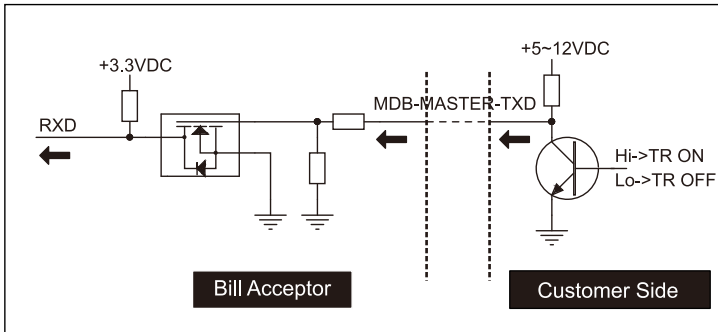 +5~12VDC
+3.3VDC
MDB-MASTER-TXD
RXD
Hi->TR ON
Lo->TR OFF
Bill Acceptor
Customer Side